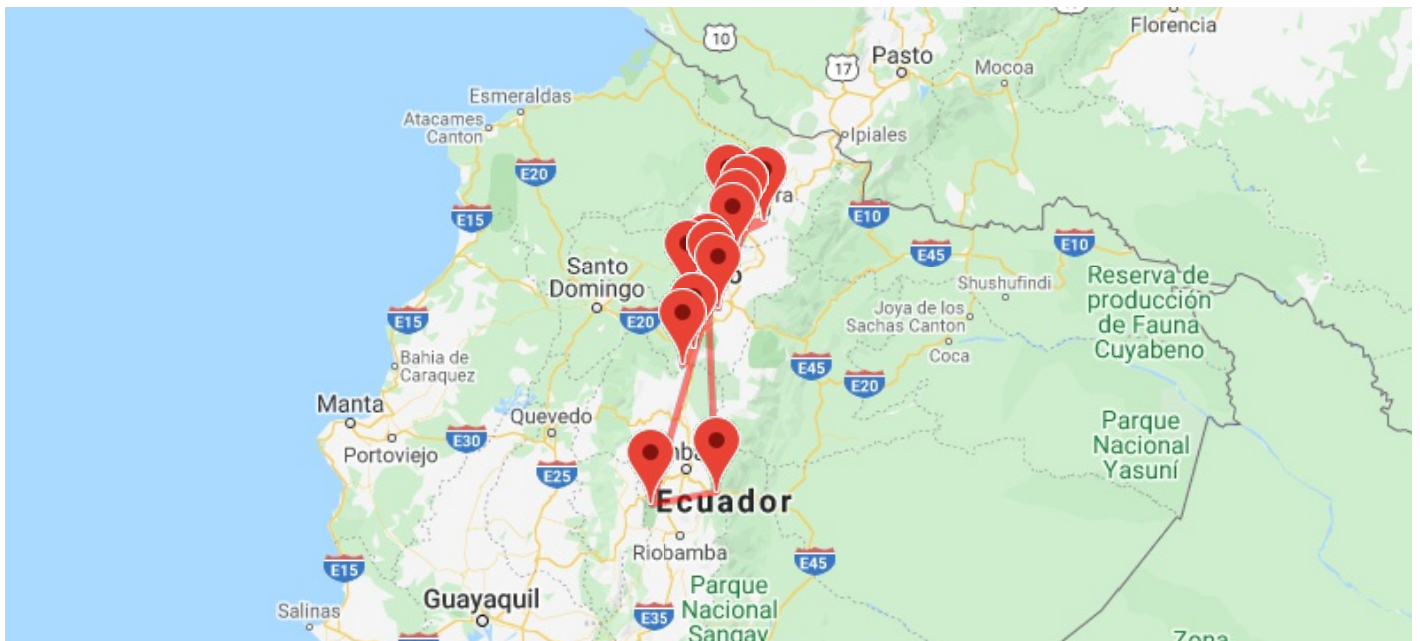 Florencia
10
Pasto
17
Mocoa
Esmeraldas
Atacames
Canton
Ipiales
E20
E15
E10
E10
E45
Santo
Domingo
Reserva de
producción
de Fauna
Cuyabeno
Shushufindi
Joya de los
Sachas Canton
E15
E20
Coca
Bahia de
Caraquez
E45
E20
Manta
Quevedo
Portoviejo
E30
Parque
Nacional
Yasuní
E25
Ecuador
Riobamba
E15
E45
Parque
Nacional
Sangay
Guayaquil
Salinas
E35
Zona